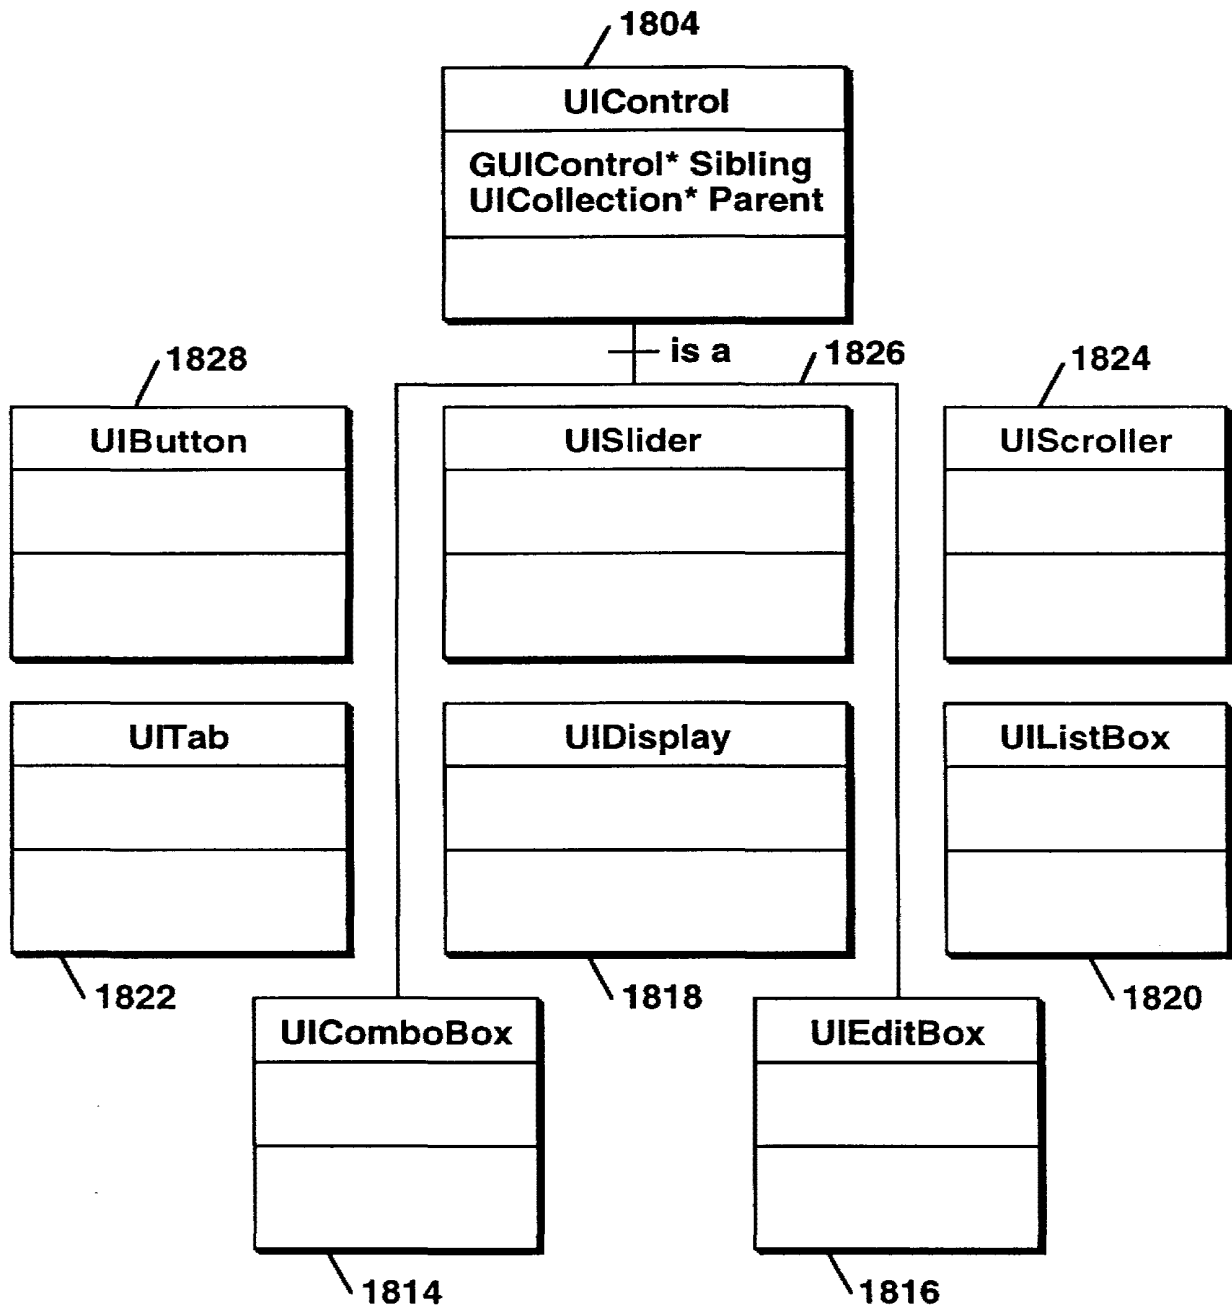 1804
UIControl
GUIControl* Sibling
UICollection* Parent
is a
1828
1826
1824
UIButton
UISlider
UIScroller
UITab
UIDisplay
UIListBox
1822
1818
1820
UIComboBox
UIEditBox
1814
1816